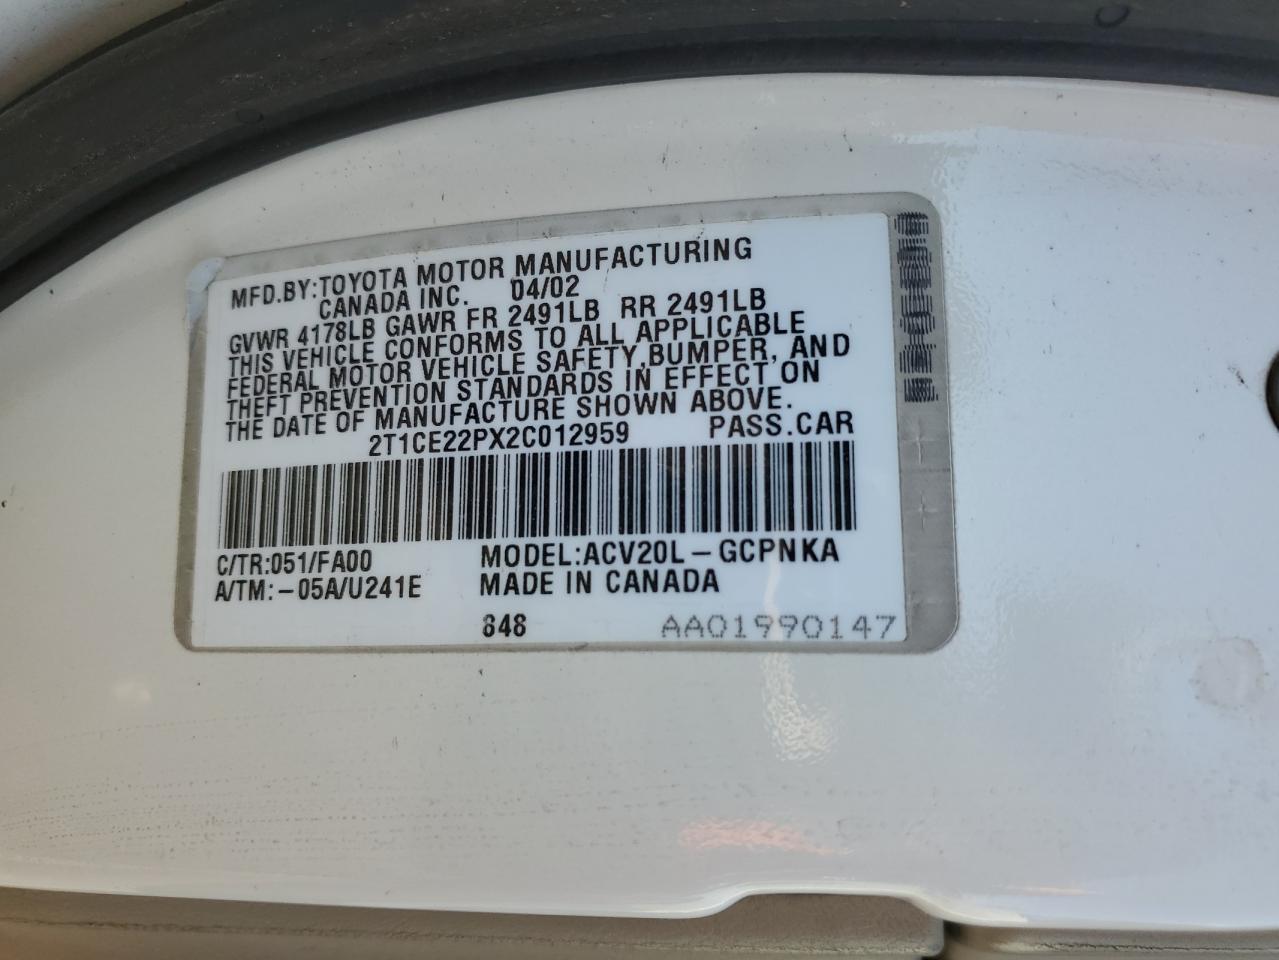 MFD.BY:TOYOTA MOTOR MANUFACTURING
CANADA INC. 04/02
GVWR 4178LB GAWR FR 2491LB RR 2491LB
THIS VEHICLE CONFORMS TO ALL APPLICABLE
FEDERAL MOTOR VEHICLE SAFETY,BUMPER, AND
THEFT PREVENTION STANDARDS IN EFFECT ON
THE DATE OF MANUFACTURE SHOWN ABOVE.
2T1CE22PX2C012959 PASS.CAR
C/TR:051/FA00 MODEL:ACV20L-GCPNKA
A/TM:-05A/U241E MADE IN CANADA
848 AA01990147